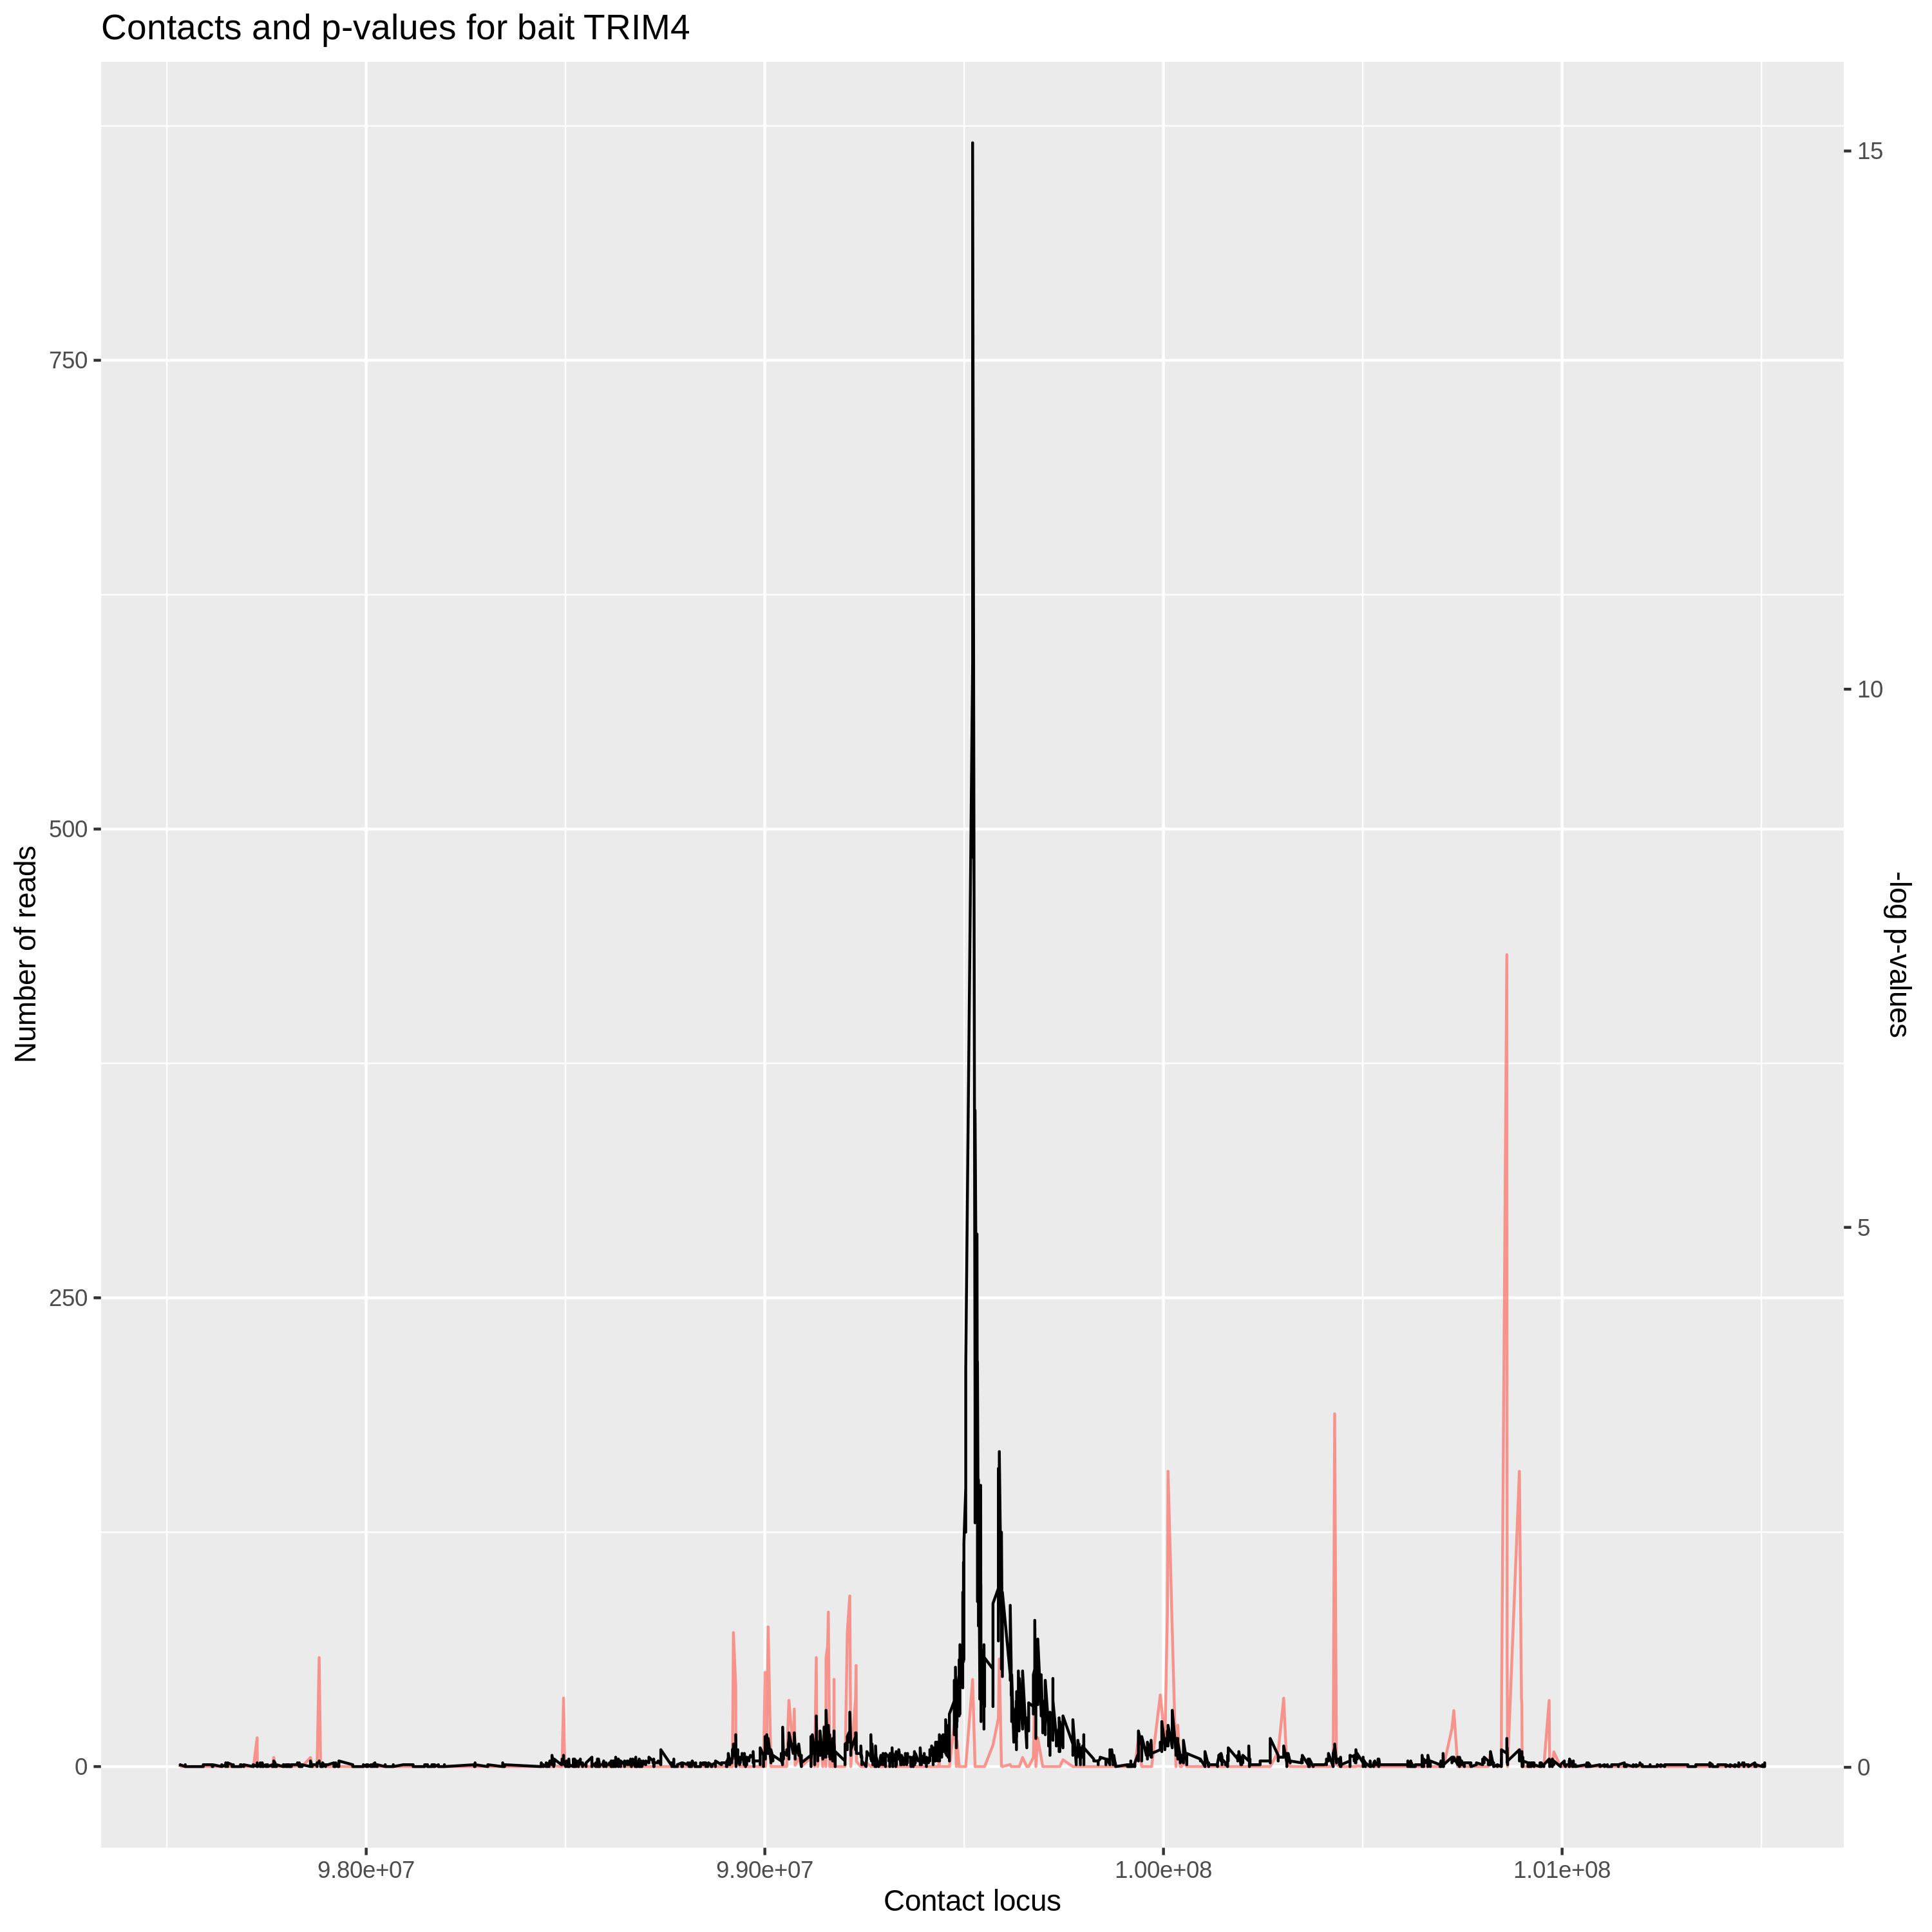 Contacts and p-values for bait TRIM4
Number of reads
750
500
250
0
15
10
5
0
-log p-values
9.80e+07
9.90e+07
1.00e+08
1.01e+08
Contact locus